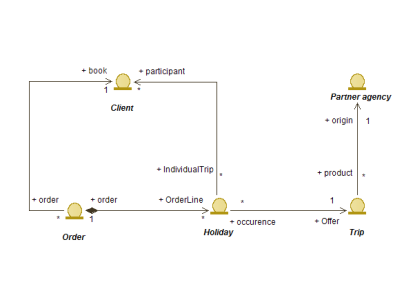 + book
+ participant
1
*
Client
Partner agency
+ origin
1
+ IndividualTrip
*
+ product
*
+ order
+ order
+ OrderLine
*
1
*
Order
Holiday
*
+ occurence
1
+ Offer
Trip